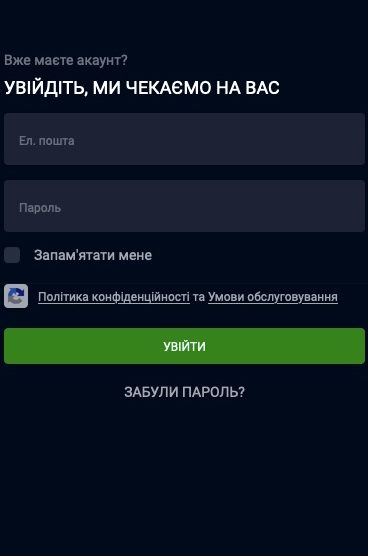 Вже маєте акаунт?
УВІЙДІТЬ, МИ ЧЕКАЄМО НА ВАС
Ел. пошта
Пароль
Запам'ятати мене
Політика конфіденційності та Умови обслуговування
УВІЙТИ
ЗАБУЛИ ПАРОЛЬ?